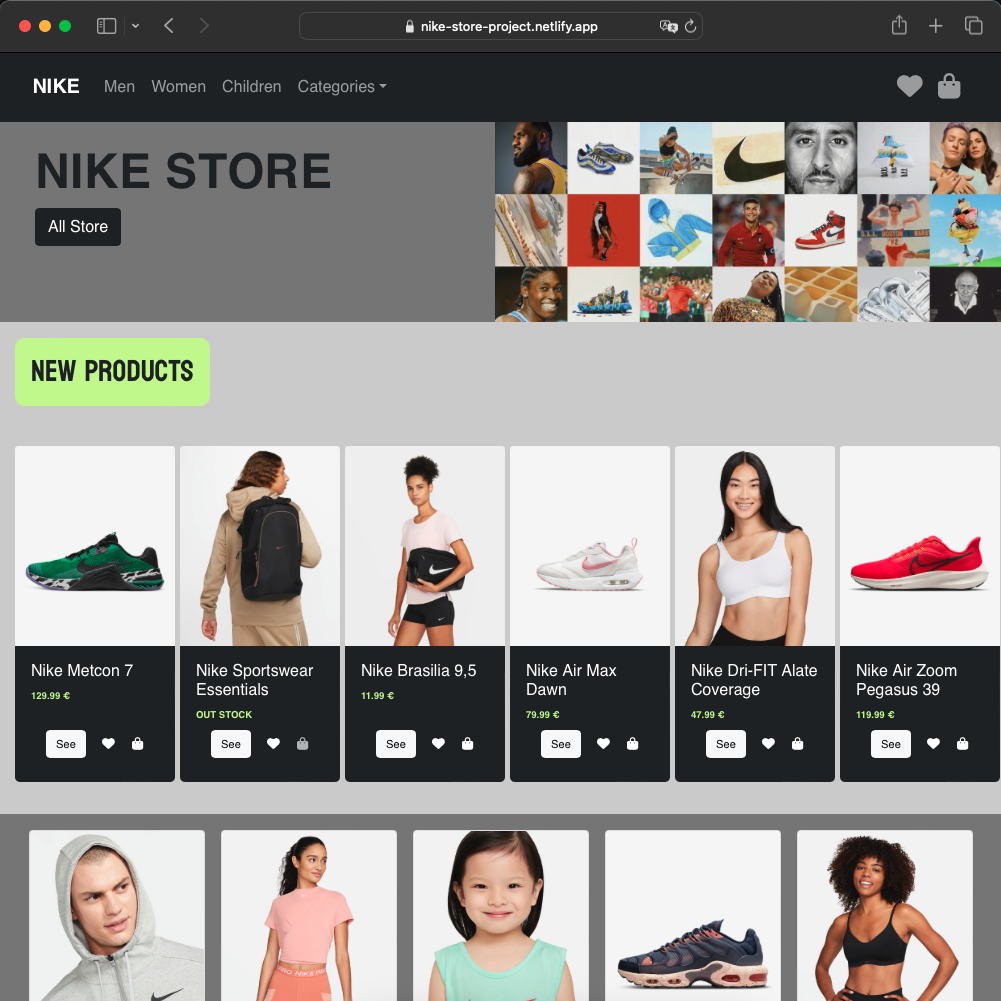 nike-store-project.netlify.app
NIKE Men Women Children Categories
NIKE STORE
All Store
NEW PRODUCTS
Nike Metcon 7
129.99 €
See
Nike Sportswear
Essentials
OUT STOCK
See
Nike Brasilia 9,5
11.99 €
See
Nike Air Max
Dawn
79.99 €
See
Nike Dri-FIT Alate
Coverage
47.99 €
See
Nike Air Zoom
Pegasus 39
119.99 €
See